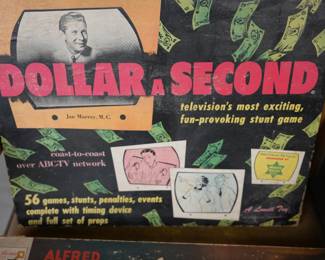 DOLLAR A SECOND
Jan Murray, M. C.
television's most exciting,
fun-provoking stunt game
coast-to-coast
over ABC-TV network
56 games, stunts, penalties, events
complete with timing device
and full set of props
ALFRED